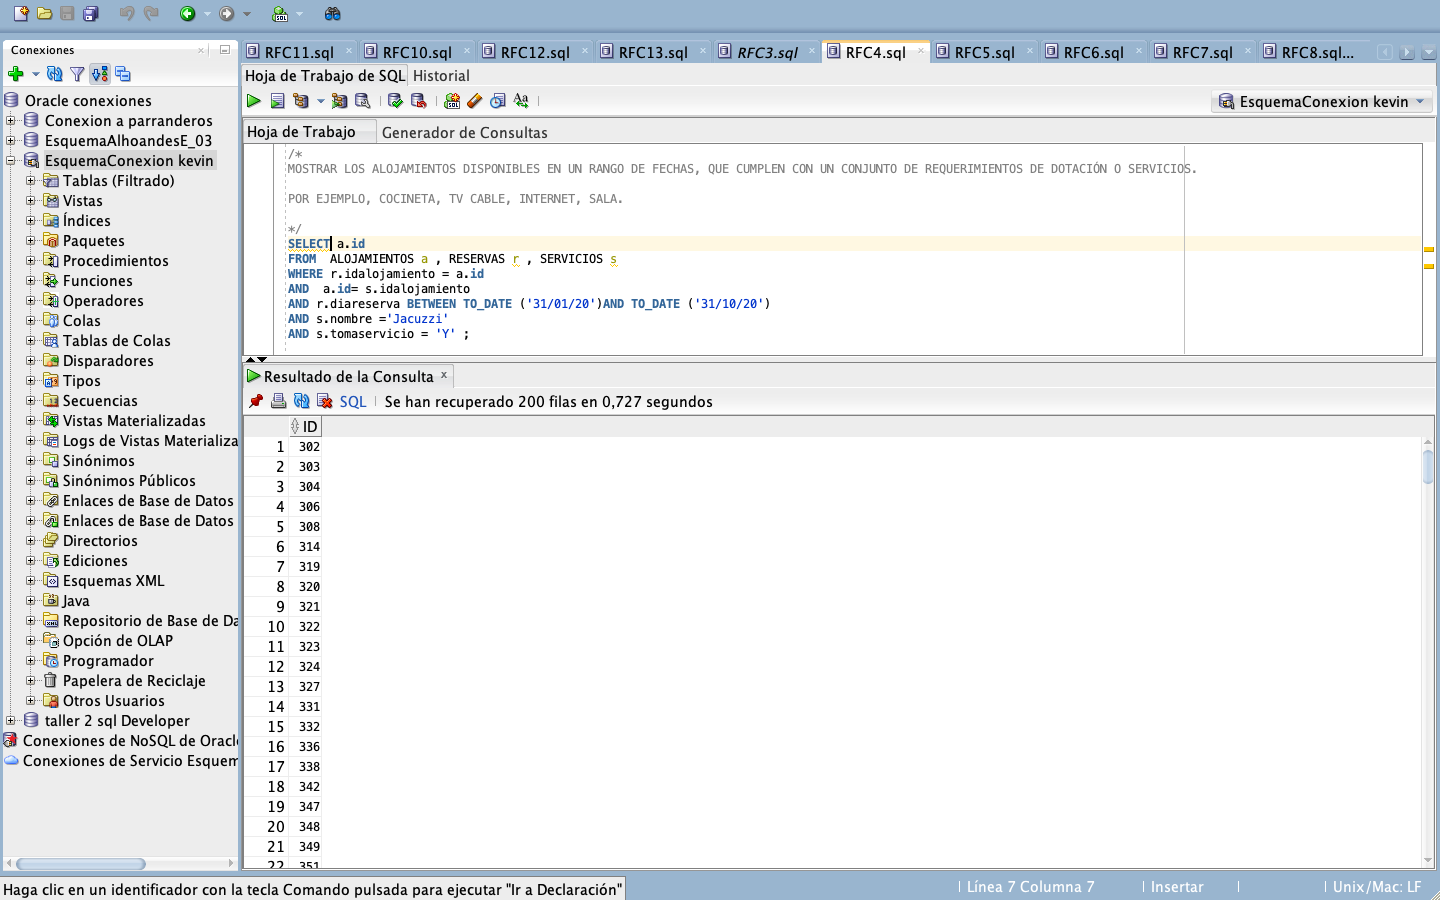 Conexiones
Oracle conexiones
Conexion a parranderos
EsquemaAlhoandesE_03
EsquemaConexion kevin
Tablas (Filtrado)
Vistas
Índices
Paquetes
Procedimientos
Funciones
Operadores
Colas
Tablas de Colas
Disparadores
Tipos
Secuencias
Vistas Materializadas
Logs de Vistas Materializa
Sinónimos
Sinónimos Públicos
Enlaces de Base de Datos
Enlaces de Base de Datos
Directorios
Ediciones
Esquemas XML
Java
Repositorio de Base de Da
Opción de OLAP
Programador
Papelera de Reciclaje
Otros Usuarios
taller 2 sql Developer
Conexiones de NoSQL de Oracle
Conexiones de Servicio Esquem
RFC11.sql RFC10.sql RFC12.sql RFC13.sql RFC3.sql RFC4.sql RFC5.sql RFC6.sql RFC7.sql RFC8.sql...
Hoja de Trabajo de SQL Historial
EsquemaConexion kevin
Hoja de Trabajo Generador de Consultas
/*
MOSTRAR LOS ALOJAMIENTOS DISPONIBLES EN UN RANGO DE FECHAS, QUE CUMPLEN CON UN CONJUNTO DE REQUERIMIENTOS DE DOTACIÓN O SERVICIOS.
POR EJEMPLO, COCINETA, TV CABLE, INTERNET, SALA.
*/
SELECT a.id
FROM  ALOJAMIENTOS a , RESERVAS r , SERVICIOS s
WHERE r.idalojamiento = a.id
AND  a.id= s.idalojamiento
AND r.diareserva BETWEEN TO_DATE ('31/01/20')AND TO_DATE ('31/10/20')
AND s.nombre ='Jacuzzi'
AND s.tomaservicio = 'Y' ;
Resultado de la Consulta x
SQL | Se han recuperado 200 filas en 0,727 segundos
ID
1 302
2 303
3 304
4 306
5 308
6 314
7 319
8 320
9 321
10 322
11 323
12 324
13 327
14 331
15 332
16 336
17 338
18 342
19 347
20 348
21 349
22 351
Haga clic en un identificador con la tecla Comando pulsada para ejecutar "Ir a Declaración"
Línea 7 Columna 7 | Insertar | Unix/Mac: LF